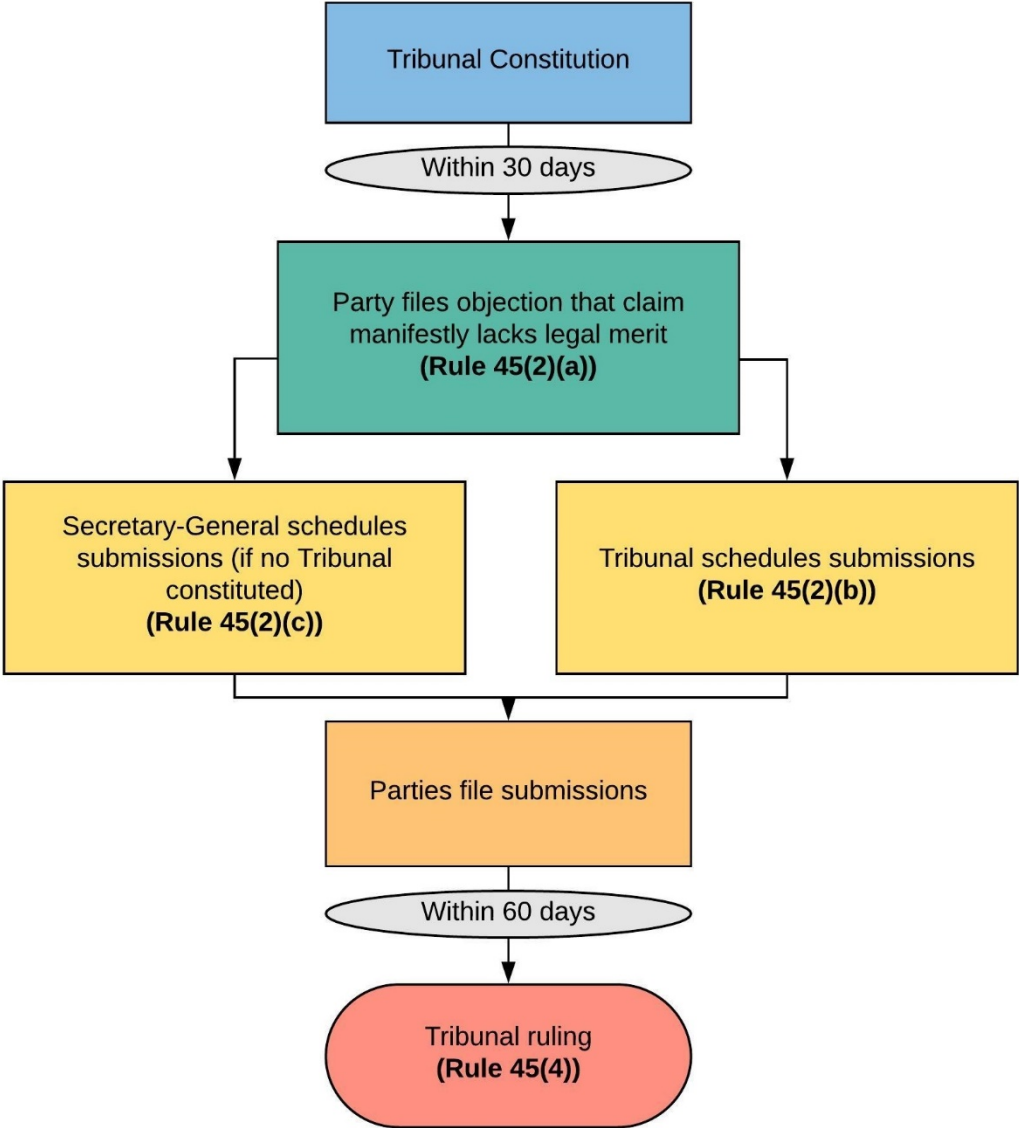 Tribunal Constitution
Within 30 days
Party files objection that claim
manifestly lacks legal merit
(Rule 45(2)(a))
Secretary-General schedules
submissions (if no Tribunal
constituted)
(Rule 45(2)(c))
Tribunal schedules submissions
(Rule 45(2)(b))
Parties file submissions
Within 60 days
Tribunal ruling
(Rule 45(4))